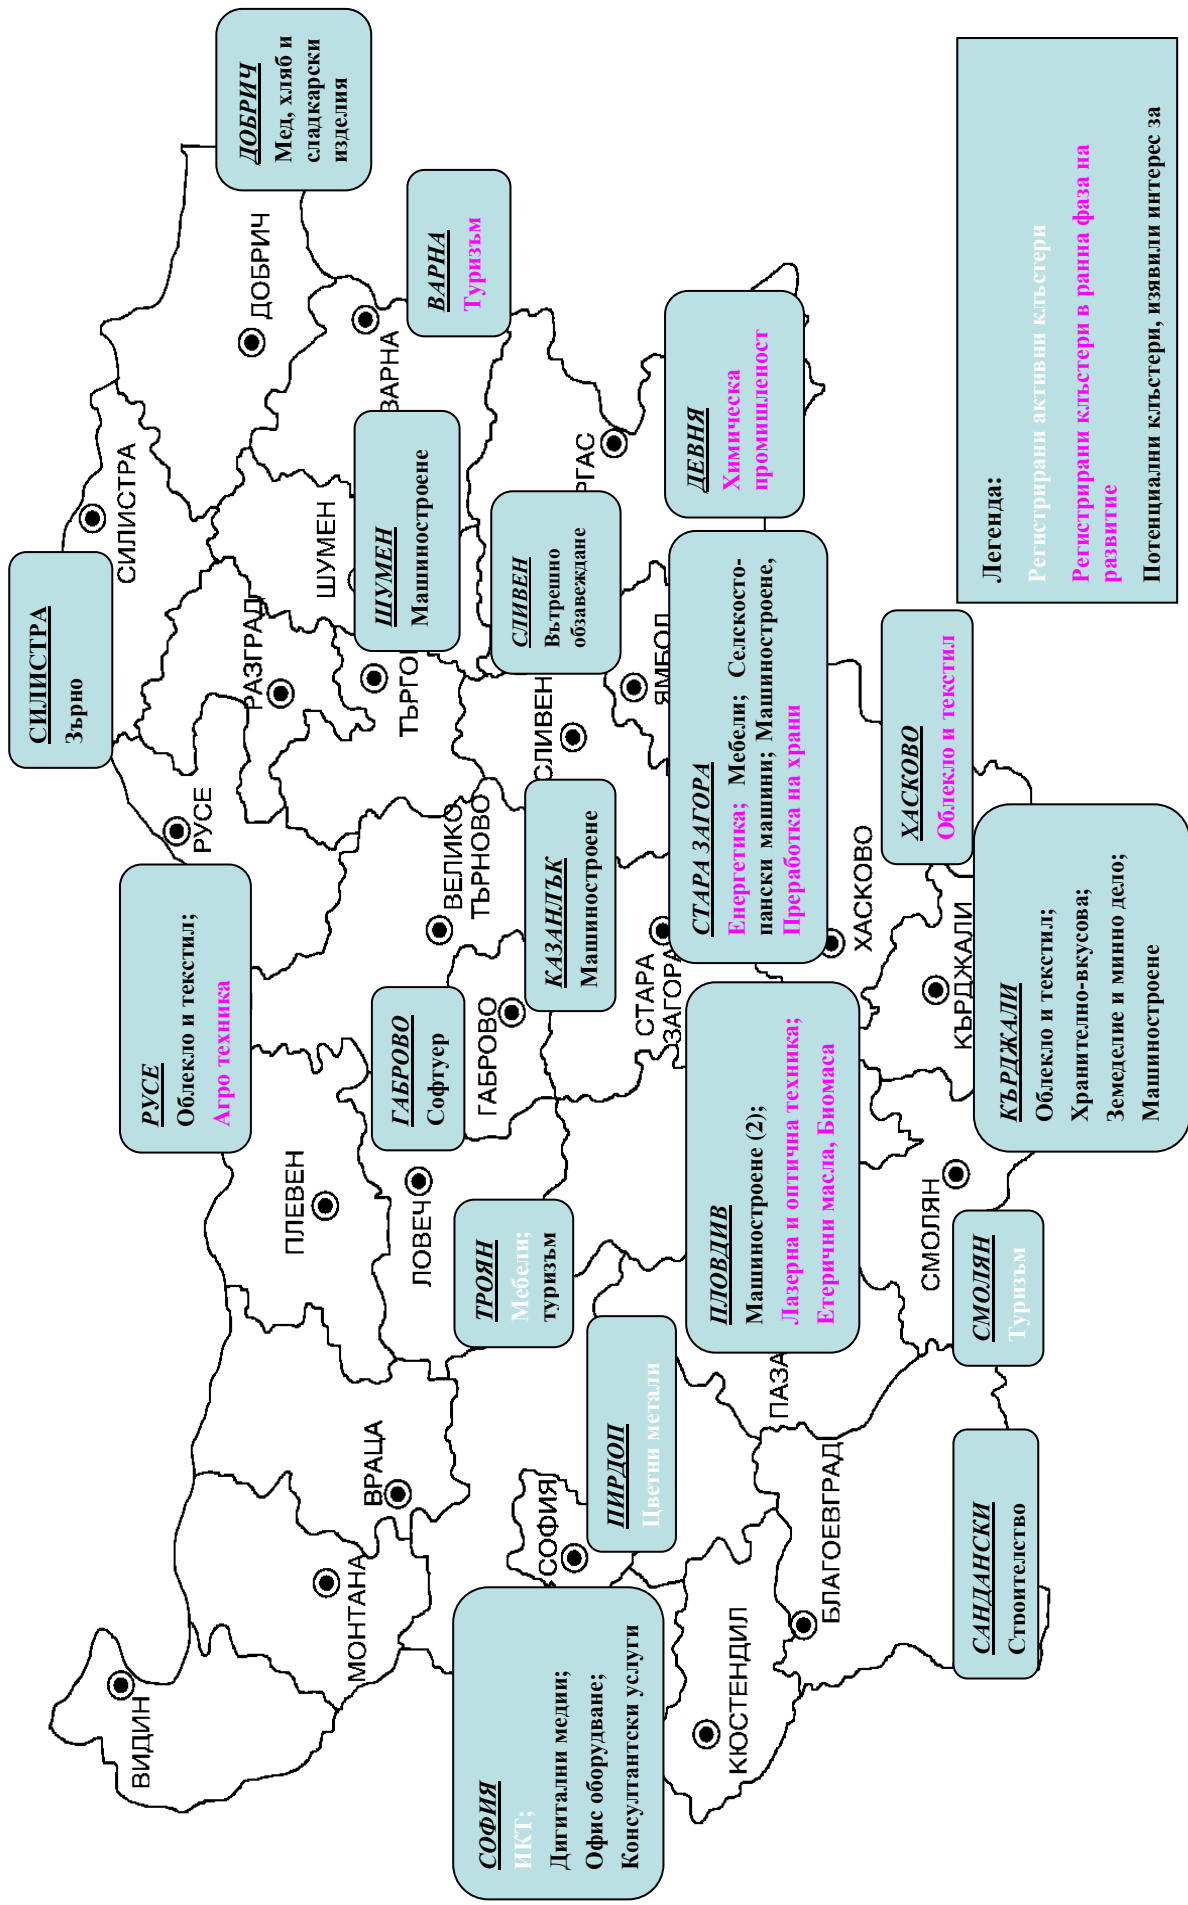 ВИДИН
МОНТАНА
ВРАЦА
ПЛЕВЕН
ЛОВЕЧ
РУСЕ
РАЗГРАД
СИЛИСТРА
ДОБРИЧ
ШУМЕН
ВЕЛИКО
ТЪРНОВО
ГАБРОВО
СЛИВЕН
ЯМБОЛ
СТАРА
ЗАГОРА
СОФИЯ
КЮСТЕНДИЛ
БЛАГОЕВГРАД
ПАЗА
СМОЛЯН
КЪРДЖАЛИ
ХАСКОВО
ТЪРГО
ВАРНА
РГАС
СИЛИСТРА
Зърно
ДОБРИЧ
Мед, хляб и
сладкарски
изделия
РУСЕ
Облекло и текстил;
Агро техника
ВАРНА
Туризъм
ШУМЕН
Машиностроене
ГАБРОВО
Софтуер
ТРОЯН
Мебели;
туризъм
СОФИЯ
ИКТ;
Дигитални медии;
Офис оборудване;
Консултантски услуги
КАЗАНЛЪК
Машиностроене
СЛИВЕН
Вътрешно
обзавеждане
ПИРДОП
Цветни метали
ПЛОВДИВ
Машиностроене (2);
Лазерна и оптична техника;
Етерични масла, Биомаса
СТАРА ЗАГОРА
Енергетика; Мебели; Селскосто-
пански машини; Машиностроене,
Преработка на храни
ДЕВНЯ
Химическа
промишленост
ХАСКОВО
Облекло и текстил
САНДАНСКИ
Строителство
СМОЛЯН
Туризъм
КЪРДЖАЛИ
Облекло и текстил;
Хранително-вкусова;
Земеделие и минно дело;
Машиностроене
Легенда:
Регистрирани активни клъстери
Регистрирани клъстери в ранна фаза на
развитие
Потенциални клъстери, изявили интерес за